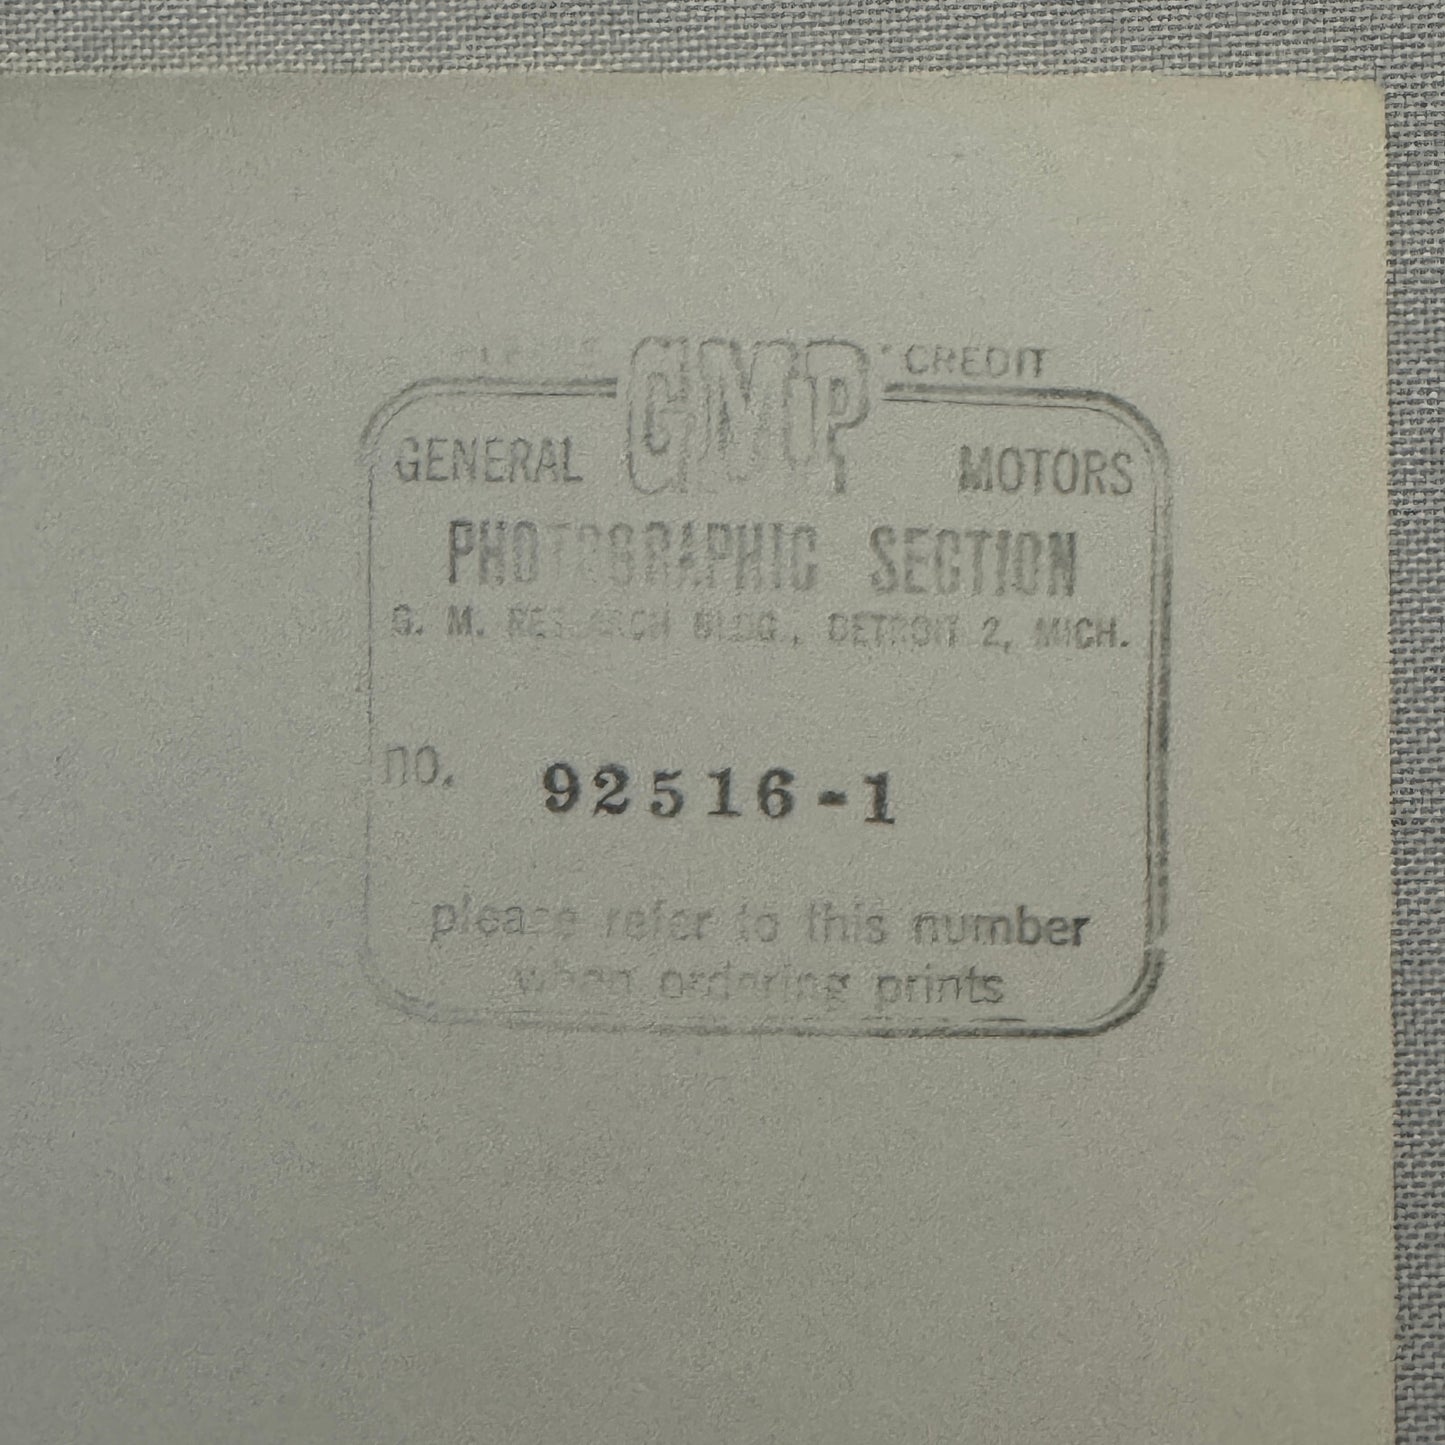 CREDIT
GMP
GENERAL MOTORS
PHOTOGRAPHIC SECTION
G. M. RESEARCH BLDG., DETROIT 2, MICH.
no. 92516-1
please refer to this number
when ordering prints